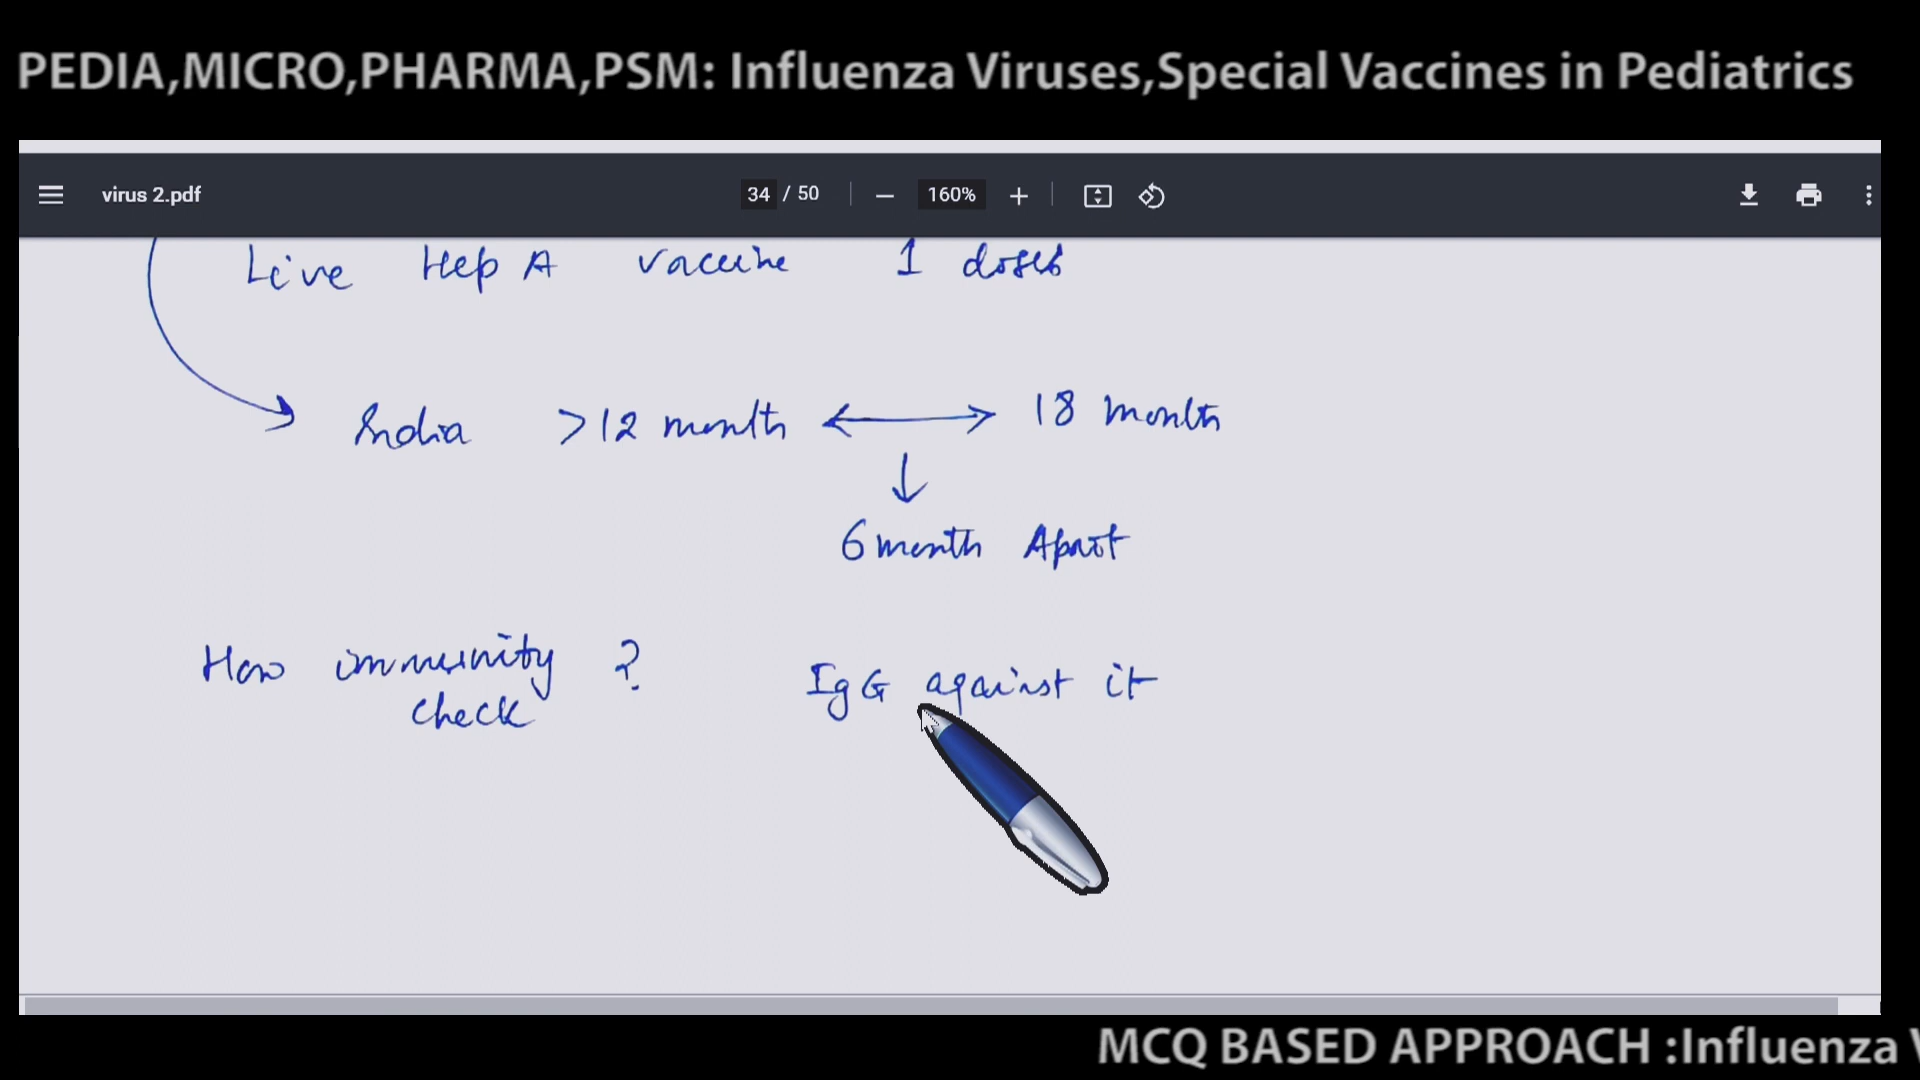 PEDIA,MICRO,PHARMA,PSM: Influenza Viruses,Special Vaccines in Pediatrics
virus 2.pdf
34 / 50
160%
Live Hep A vaccine 1 doses
India >12 month ⟷ 18 month
↓
6 month Apart
How immunity ? IgG against it
check
MCQ BASED APPROACH :Influenza V